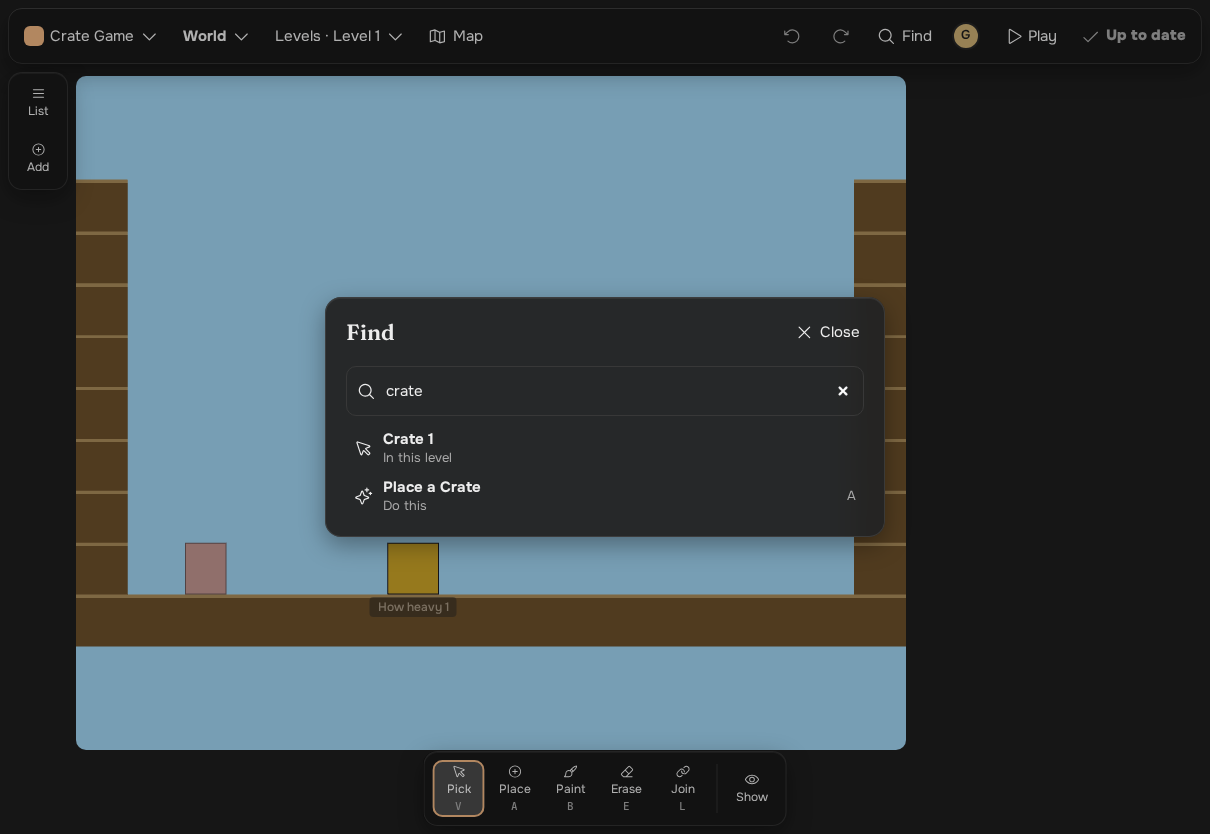 Crate Game
World
Levels · Level 1
Map
Find
G
Play
Up to date
List
Add
Find
Close
crate
Crate 1
In this level
Place a Crate
Do this
A
How heavy 1
Pick
V
Place
A
Paint
B
Erase
E
Join
L
Show